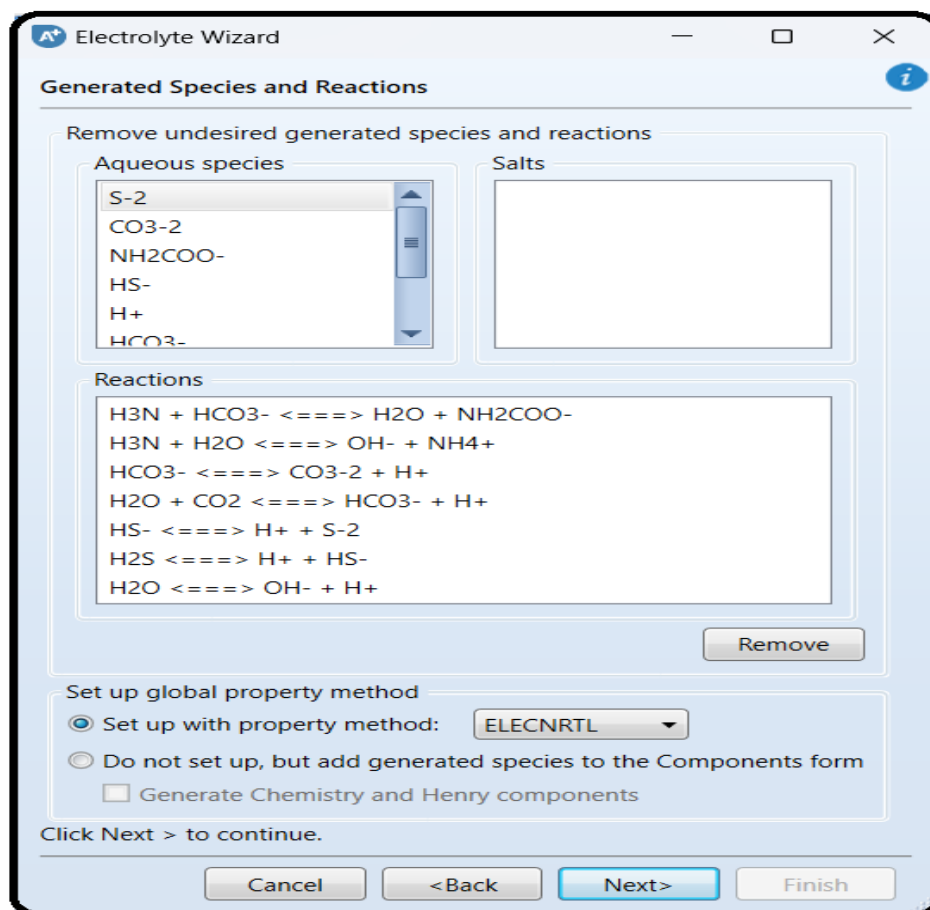 A+ Electrolyte Wizard
Generated Species and Reactions
i
Remove undesired generated species and reactions
Aqueous species
S-2
CO3-2
NH2COO-
HS-
H+
HCO3-
Salts
Reactions
H3N + HCO3- <===> H2O + NH2COO-
H3N + H2O <===> OH- + NH4+
HCO3- <===> CO3-2 + H+
H2O + CO2 <===> HCO3- + H+
HS- <===> H+ + S-2
H2S <===> H+ + HS-
H2O <===> OH- + H+
Remove
Set up global property method
Set up with property method: ELECNRTL
Do not set up, but add generated species to the Components form
Generate Chemistry and Henry components
Click Next > to continue.
Cancel <Back Next> Finish